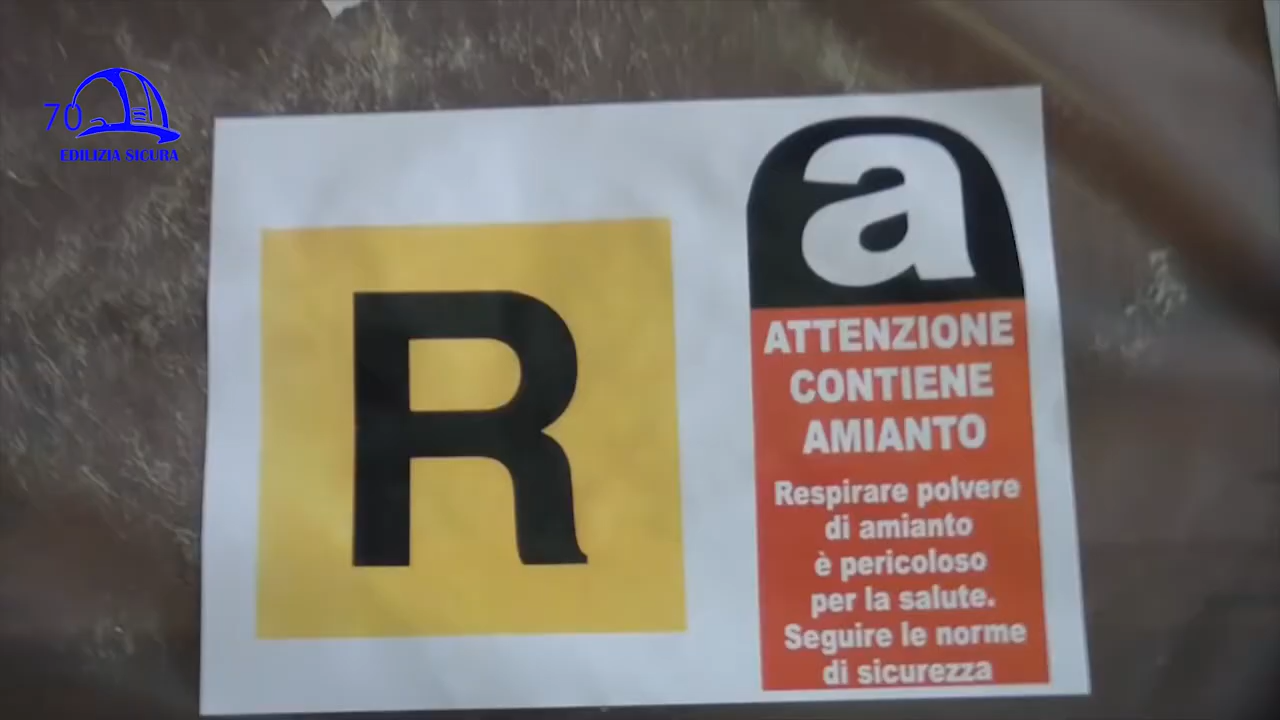 70
EDILIZIA SICURA
R
a
ATTENZIONE
CONTIENE
AMIANTO
Respirare polvere
di amianto
è pericoloso
per la salute.
Seguire le norme
di sicurezza